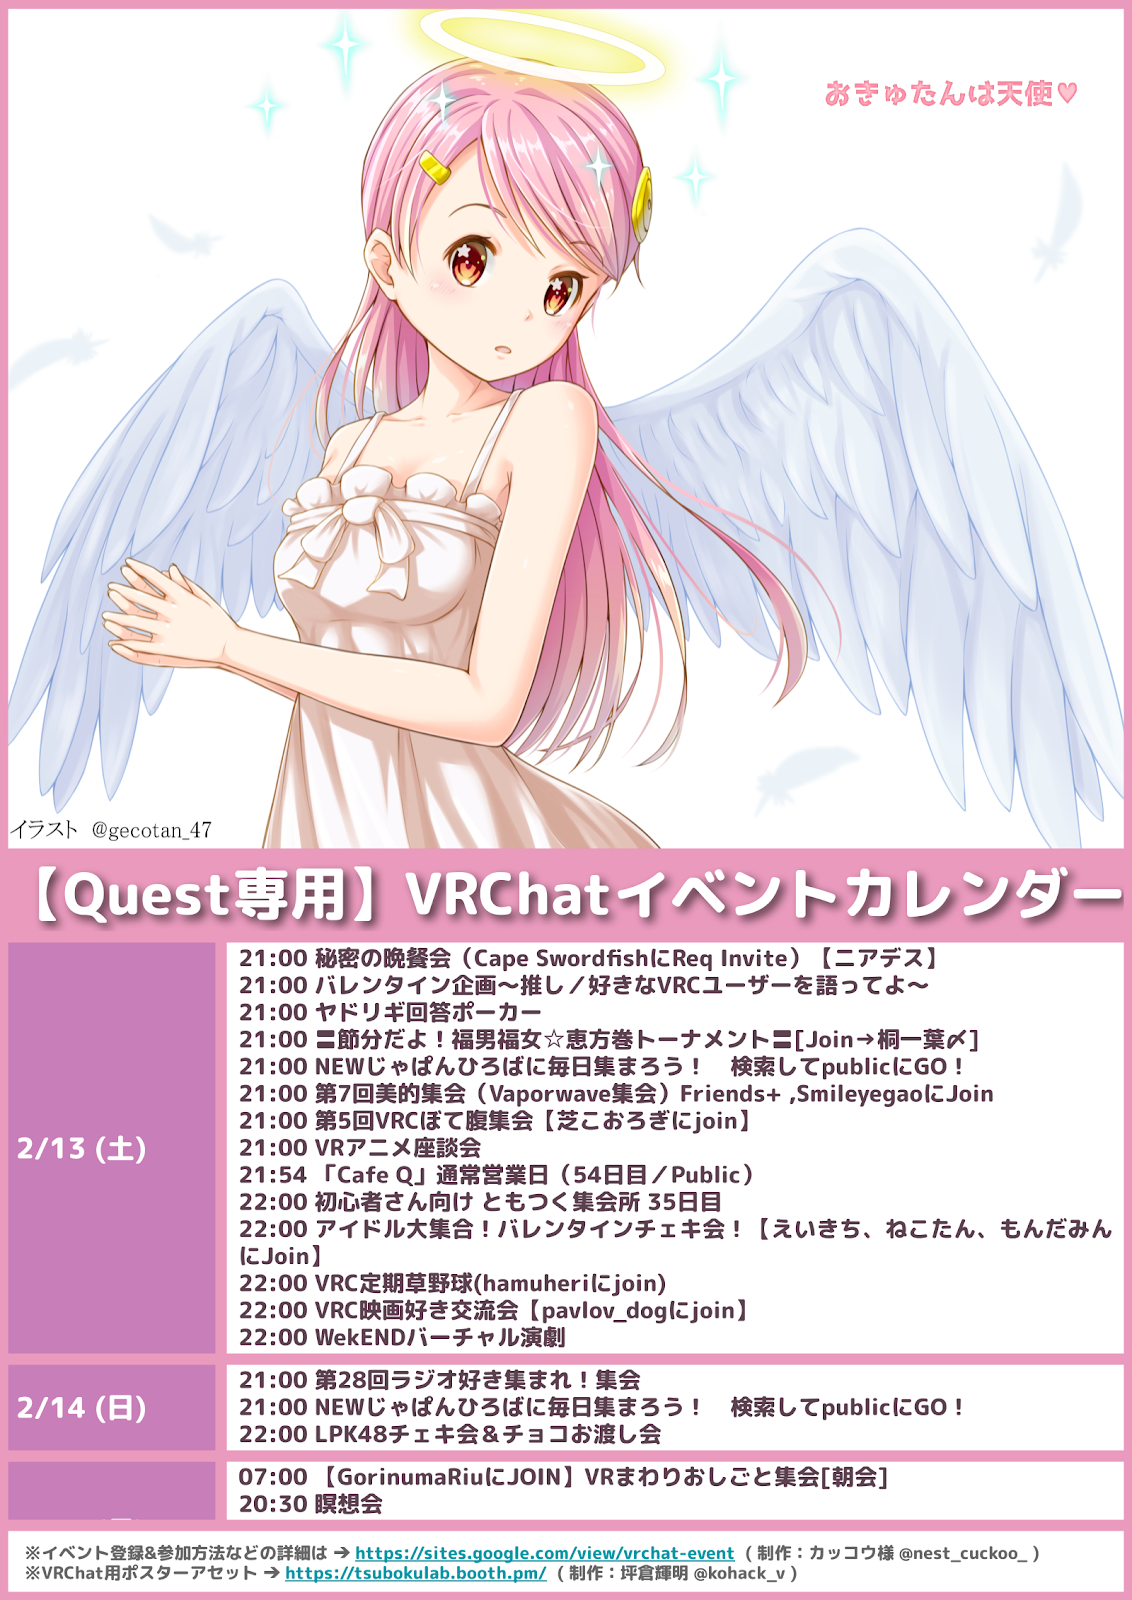 おきゅたんは天使♡
イラスト @gecotan_47
【Quest専用】VRChatイベントカレンダー
2/13 (土)
21:00 秘密の晩餐会（Cape SwordfishにReq Invite）【ニアデス】
21:00 バレンタイン企画～推し／好きなVRCユーザーを語ってよ～
21:00 ヤドリギ回答ポーカー
21:00 〓節分だよ！福男福女☆恵方巻トーナメント〓[Join→桐一葉〆]
21:00 NEWじゃぱんひろばに毎日集まろう！　検索してpublicにGO！
21:00 第7回美的集会（Vaporwave集会）Friends+ ,SmileyegaoにJoin
21:00 第5回VRCぼて腹集会【芝こおろぎにjoin】
21:00 VRアニメ座談会
21:54 「Cafe Q」通常営業日（54日目／Public）
22:00 初心者さん向け ともつく集会所 35日目
22:00 アイドル大集合！バレンタインチェキ会！【えいきち、ねこたん、もんだみん
にJoin】
22:00 VRC定期草野球(hamuheriにjoin)
22:00 VRC映画好き交流会【pavlov_dogにjoin】
22:00 WekENDバーチャル演劇
2/14 (日)
21:00 第28回ラジオ好き集まれ！集会
21:00 NEWじゃぱんひろばに毎日集まろう！　検索してpublicにGO！
22:00 LPK48チェキ会＆チョコお渡し会
07:00 【GorinumaRiuにJOIN】VRまわりおしごと集会[朝会]
20:30 瞑想会
※イベント登録&参加方法などの詳細は → https://sites.google.com/view/vrchat-event （制作：カッコウ様 @nest_cuckoo_ ）
※VRChat用ポスターアセット → https://tsubokulab.booth.pm/ （制作：坪倉輝明 @kohack_v ）